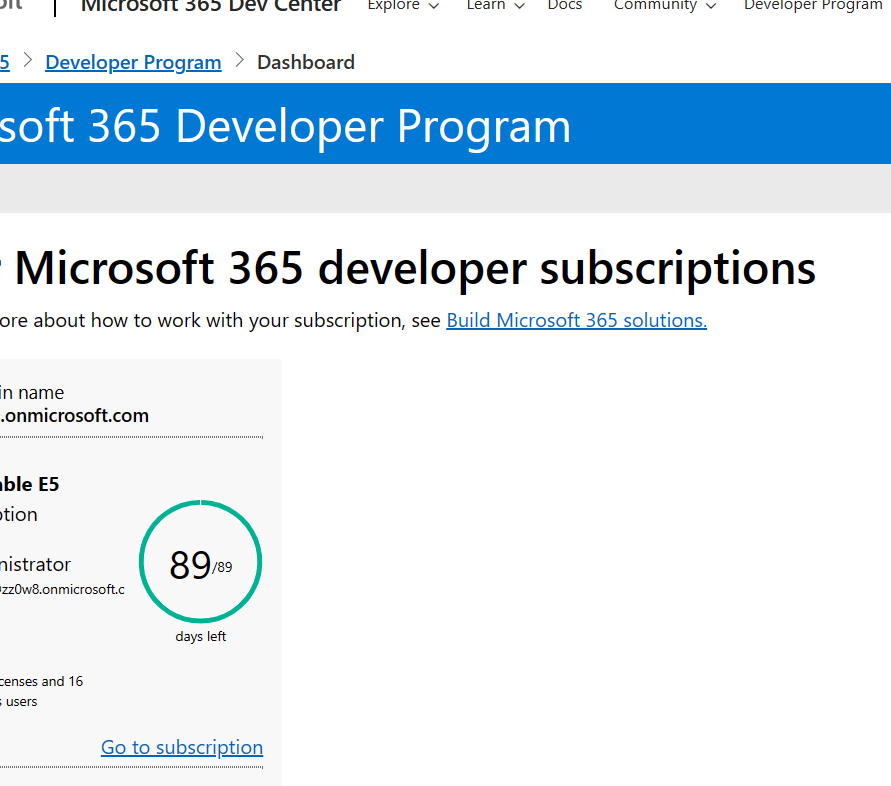 Microsoft 365 Dev Center Explore Learn Docs Community Developer Program
5 > Developer Program > Dashboard
soft 365 Developer Program
Microsoft 365 developer subscriptions
ore about how to work with your subscription, see Build Microsoft 365 solutions.
in name
.onmicrosoft.com
able E5
ption
nistrator
zz0w8.onmicrosoft.c
89/89
days left
censes and 16
s users
Go to subscription